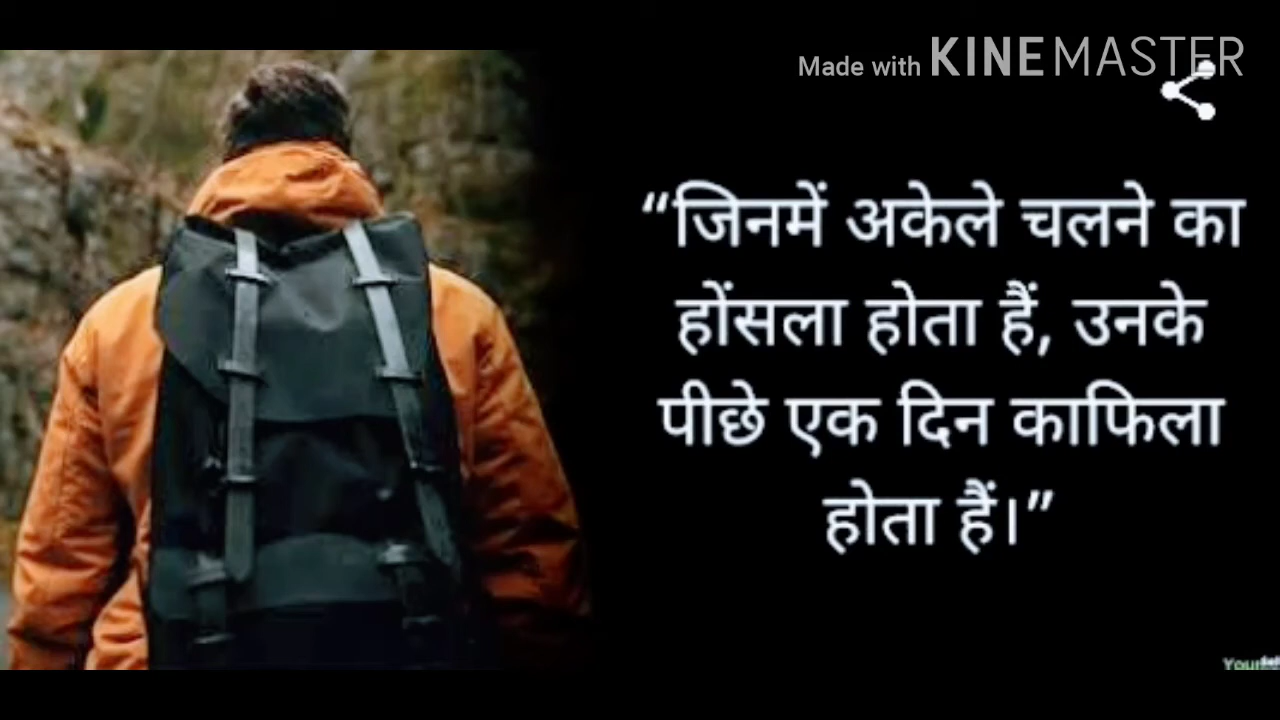 Made with KINEMASTER
“जिनमें अकेले चलने का
होंसला होता हैं, उनके
पीछे एक दिन काफिला
होता हैं।”